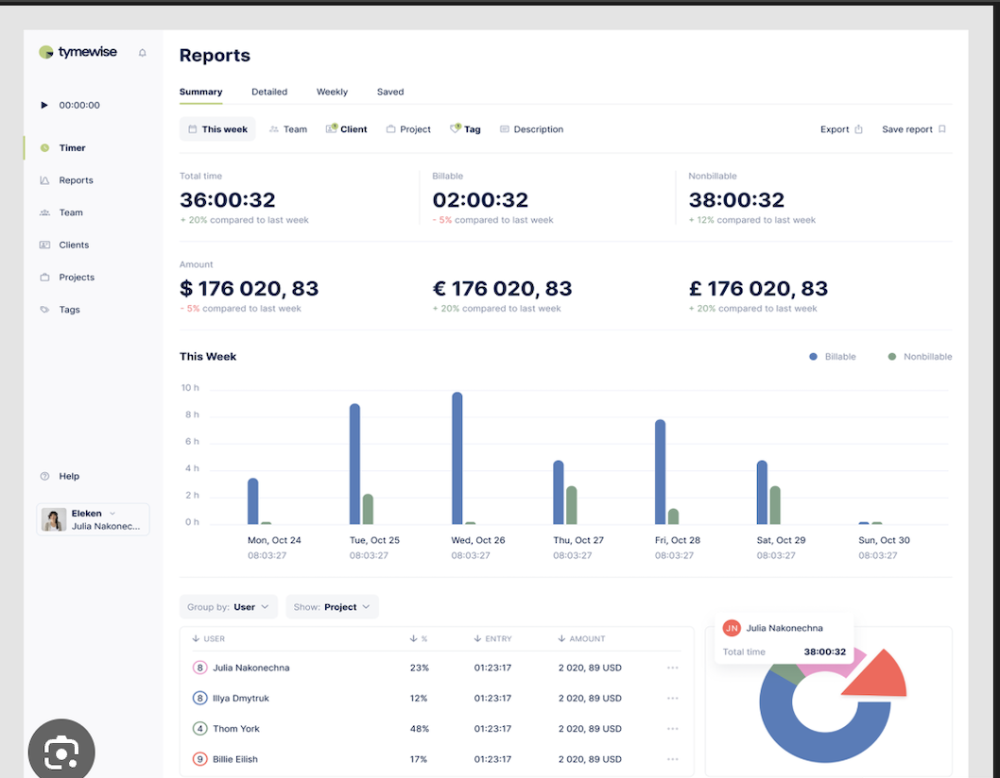 tymewise
00:00:00
Timer
Reports
Team
Clients
Projects
Tags
Help
Eleken
Julia Nakonec...
Reports
Summary Detailed Weekly Saved
This week Team Client Project Tag Description Export Save report
Total time Billable Nonbillable
36:00:32 02:00:32 38:00:32
+ 20% compared to last week - 5% compared to last week + 12% compared to last week
Amount
$ 176 020, 83 € 176 020, 83 £ 176 020, 83
- 5% compared to last week + 20% compared to last week + 20% compared to last week
This Week Billable Nonbillable
10 h
8 h
6 h
4 h
2 h
0 h
Mon, Oct 24 Tue, Oct 25 Wed, Oct 26 Thu, Oct 27 Fri, Oct 28 Sat, Oct 29 Sun, Oct 30
08:03:27 08:03:27 08:03:27 08:03:27 08:03:27 08:03:27 08:03:27
Group by: User Show: Project
USER % ENTRY AMOUNT
8 Julia Nakonechna 23% 01:23:17 2 020, 89 USD
8 Illya Dmytruk 12% 01:23:17 2 020, 89 USD
4 Thom York 48% 01:23:17 2 020, 89 USD
9 Billie Eilish 17% 01:23:17 2 020, 89 USD
JN Julia Nakonechna
Total time 38:00:32